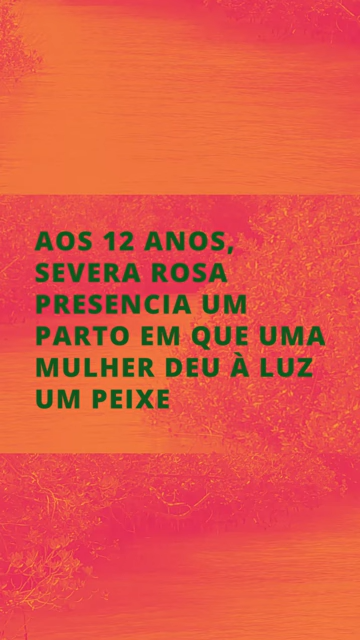 AOS 12 ANOS,
SEVERA ROSA
PRESENCIA UM
PARTO EM QUE UMA
MULHER DEU À LUZ
UM PEIXE